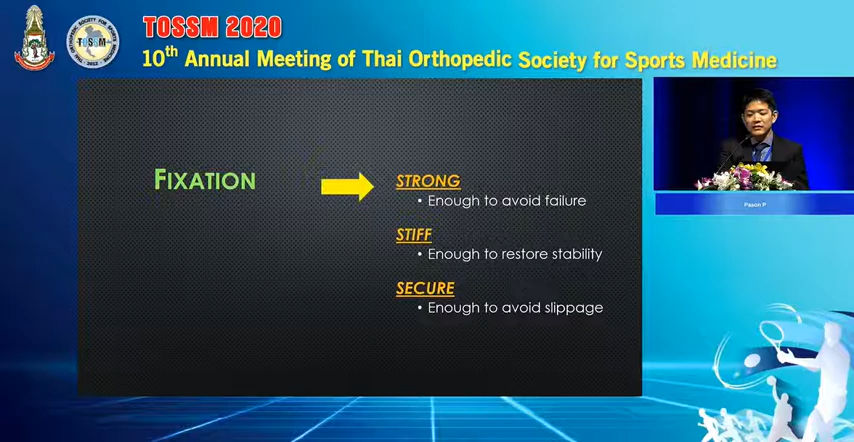 TOSSM 2020
10th Annual Meeting of Thai Orthopedic Society for Sports Medicine
TOSSM
FIXATION
STRONG
• Enough to avoid failure
STIFF
• Enough to restore stability
SECURE
• Enough to avoid slippage
Pason P